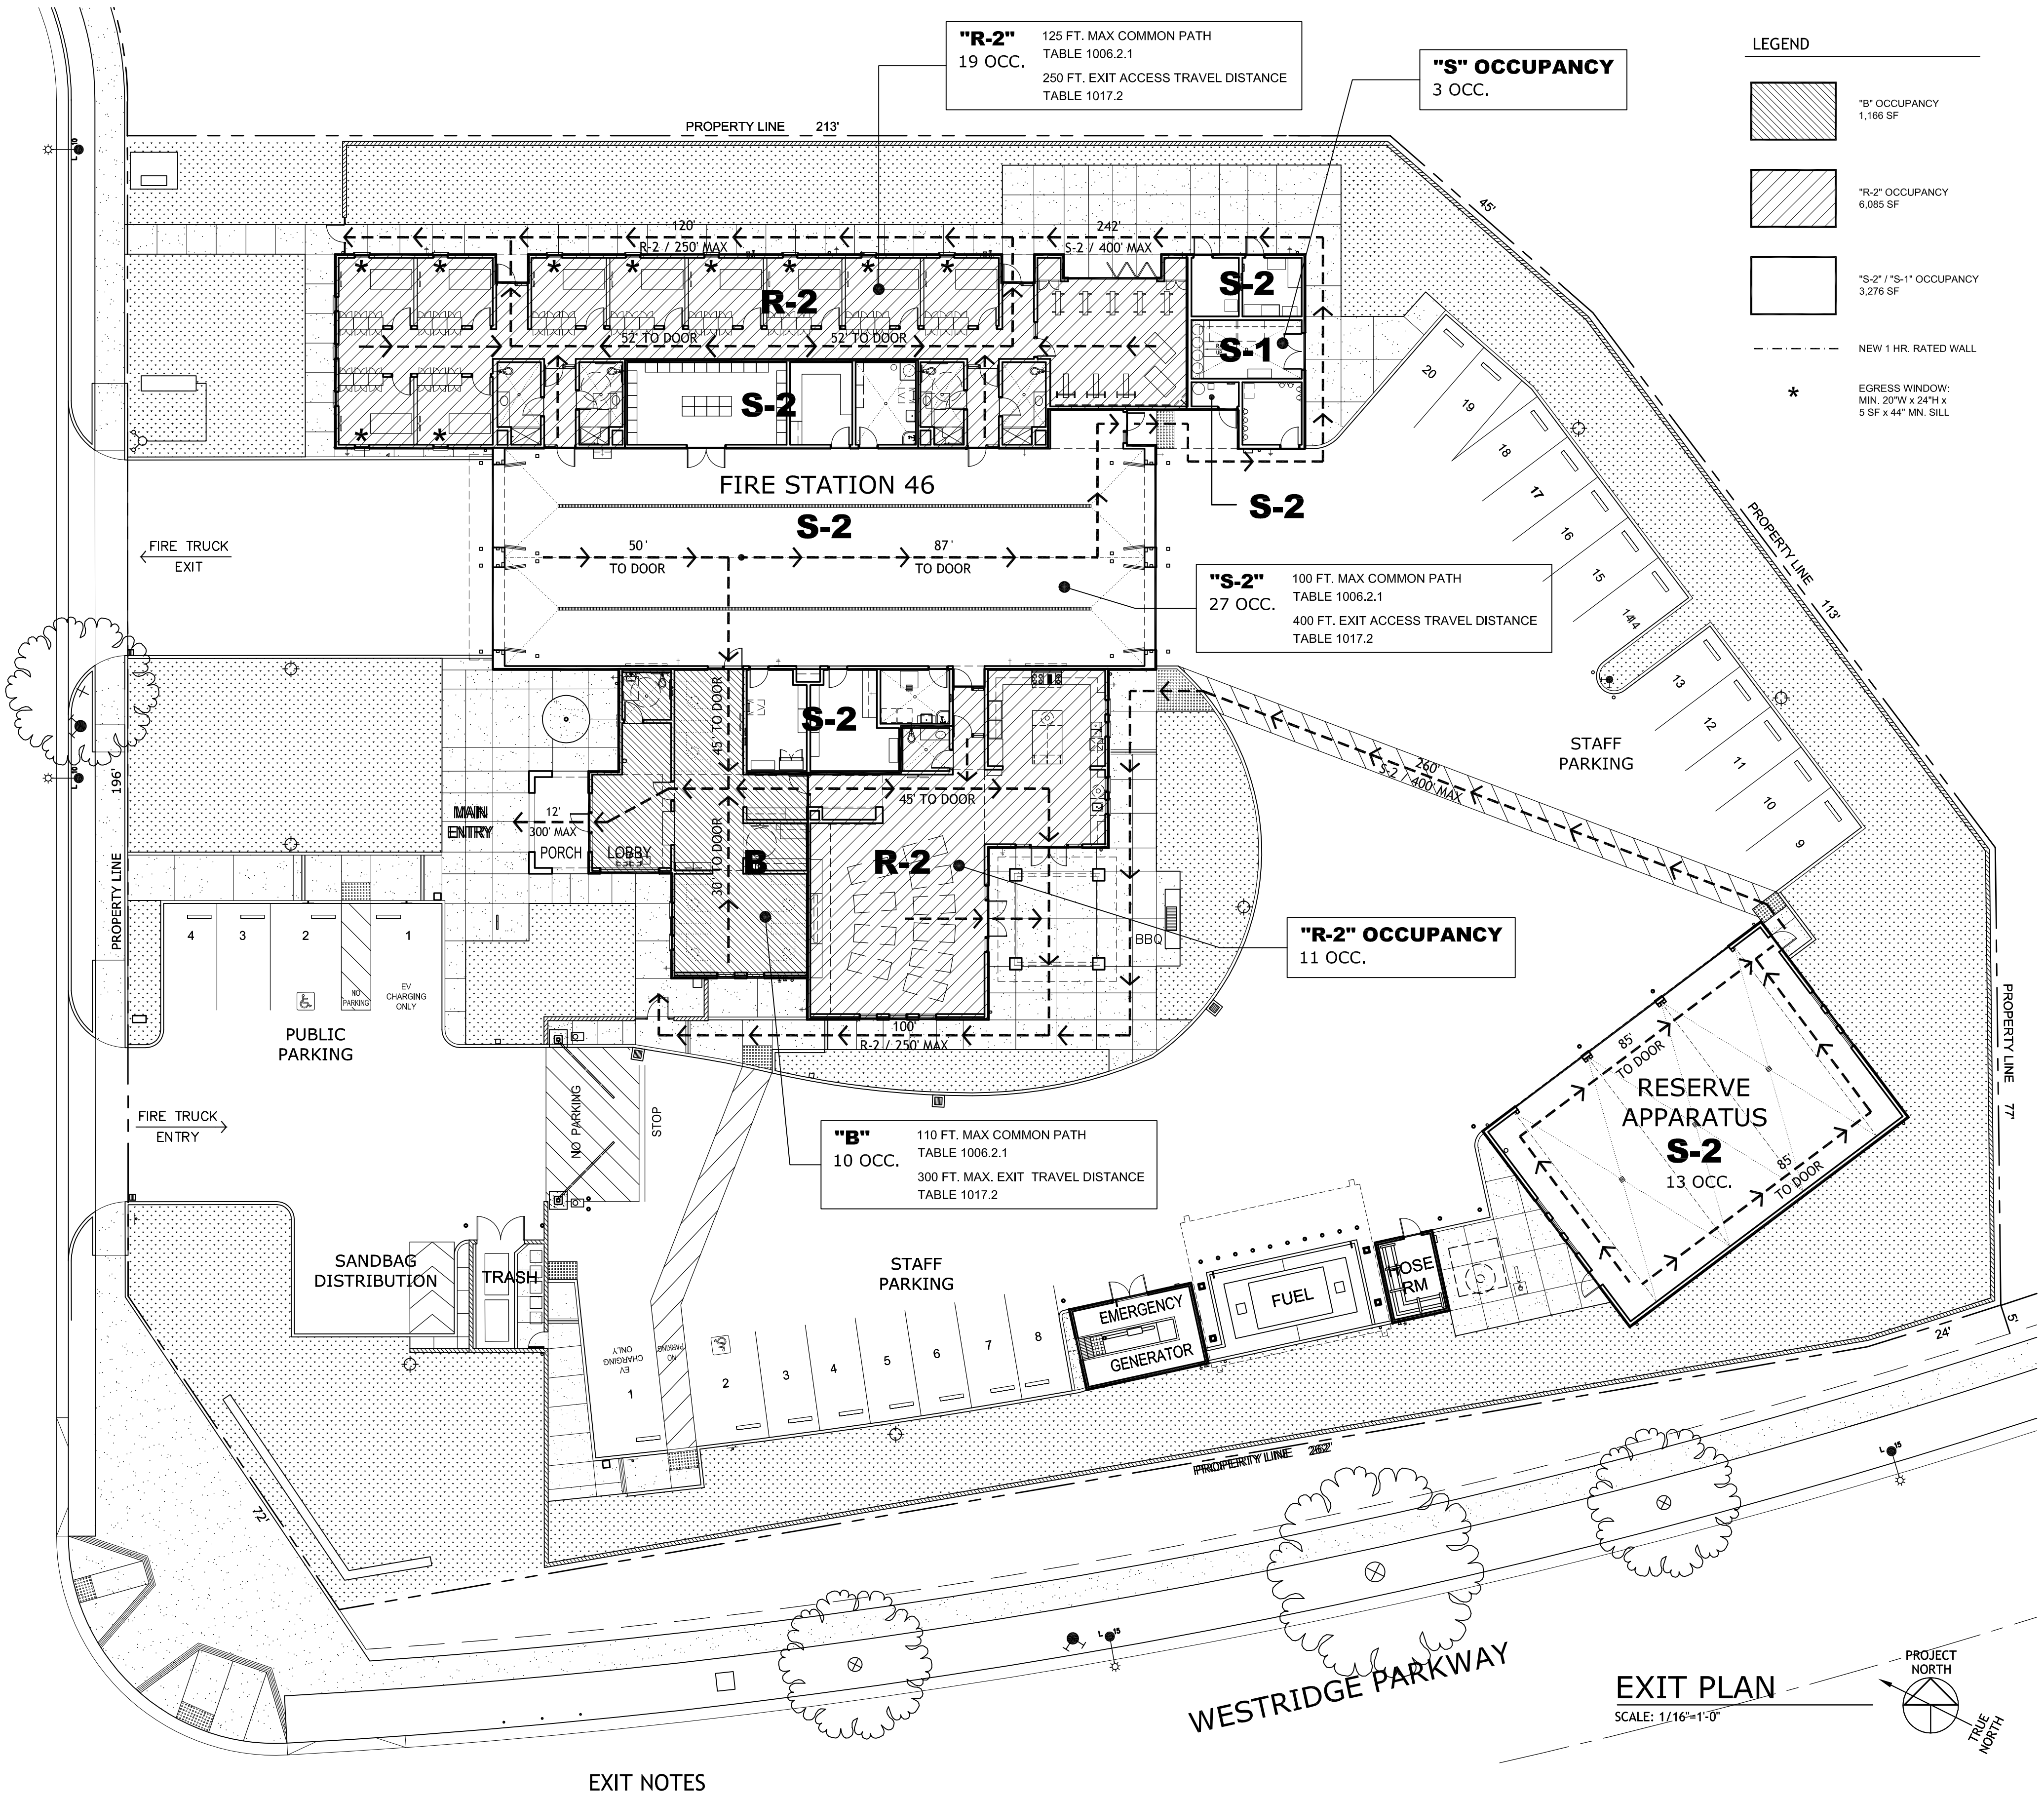 "R-2"
19 OCC.
125 FT. MAX COMMON PATH
TABLE 1006.2.1
250 FT. EXIT ACCESS TRAVEL DISTANCE
TABLE 1017.2
"S" OCCUPANCY
3 OCC.
LEGEND
"B" OCCUPANCY
1,166 SF
"R-2" OCCUPANCY
6,085 SF
"S-2" / "S-1" OCCUPANCY
3,276 SF
NEW 1 HR. RATED WALL
*
EGRESS WINDOW:
MIN. 20"W x 24"H x
5 SF x 44" MN. SILL
PROPERTY LINE 213'
45'
120'
R-2 / 250' MAX
242'
S-2 / 400' MAX
* * * * * * * *
R-2
S-2
S-1
52' TO DOOR
52' TO DOOR
S-2
* *
S-2
20
19
18
17
16
15
14
14
13
12
11
10
9
FIRE STATION 46
S-2
50'
TO DOOR
87'
TO DOOR
FIRE TRUCK
EXIT
"S-2"
27 OCC.
100 FT. MAX COMMON PATH
TABLE 1006.2.1
400 FT. EXIT ACCESS TRAVEL DISTANCE
TABLE 1017.2
PROPERTY LINE
113'
STAFF
PARKING
260'
S-2 / 400' MAX
PROPERTY LINE 196'
45' TO DOOR
S-2
45' TO DOOR
MAIN
ENTRY
12'
300' MAX
PORCH
LOBBY
30' TO DOOR
B
R-2
BBQ
"R-2" OCCUPANCY
11 OCC.
4
3
2
1
NO
PARKING
EV
CHARGING
ONLY
PUBLIC
PARKING
100'
R-2 / 250' MAX
NO PARKING
STOP
FIRE TRUCK
ENTRY
"B"
10 OCC.
110 FT. MAX COMMON PATH
TABLE 1006.2.1
300 FT. MAX. EXIT TRAVEL DISTANCE
TABLE 1017.2
85'
TO DOOR
RESERVE
APPARATUS
S-2
13 OCC.
85'
TO DOOR
PROPERTY LINE 77'
SANDBAG
DISTRIBUTION
TRASH
STAFF
PARKING
EMERGENCY
GENERATOR
FUEL
HOSE
RM
EV
CHARGING
ONLY
1
NO
PARKING
2
3
4
5
6
7
8
24'
5'
PROPERTY LINE 262'
72'
L 10
L 10
L 15
L 15
WESTRIDGE PARKWAY
EXIT PLAN
SCALE: 1/16"=1'-0"
PROJECT
NORTH
TRUE
NORTH
EXIT NOTES